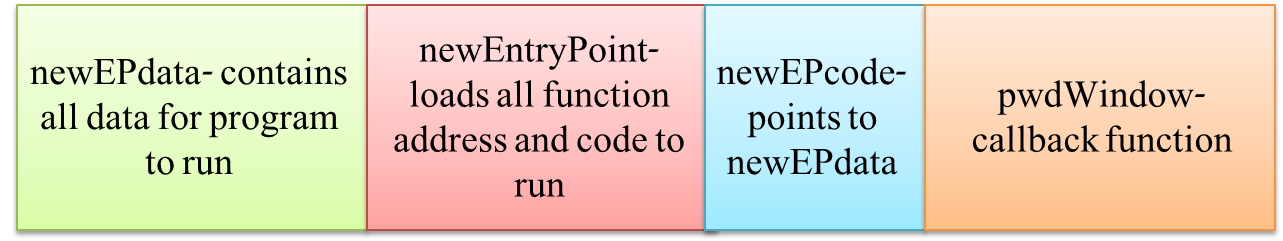 newEPdata- contains
all data for program
to run
newEntryPoint-
loads all function
address and code to
run
newEPcode-
points to
newEPdata
pwdWindow-
callback function